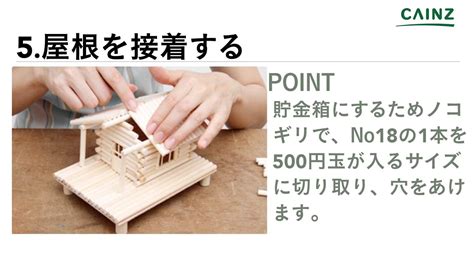 CAINZ
5.屋根を接着する
POINT
貯金箱にするためノコ
ギリで、No18の1本を
500円玉が入るサイズ
に切り取り、穴をあけ
ます。